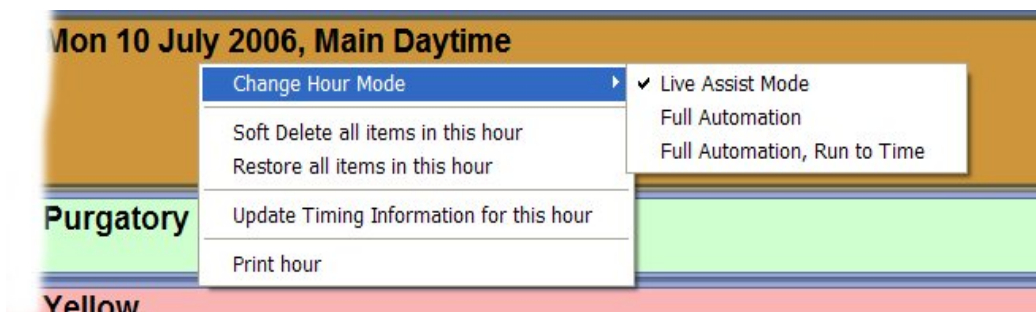 Mon 10 July 2006, Main Daytime
Change Hour Mode
Live Assist Mode
Full Automation
Full Automation, Run to Time
Soft Delete all items in this hour
Restore all items in this hour
Update Timing Information for this hour
Print hour
Purgatory
Yellow